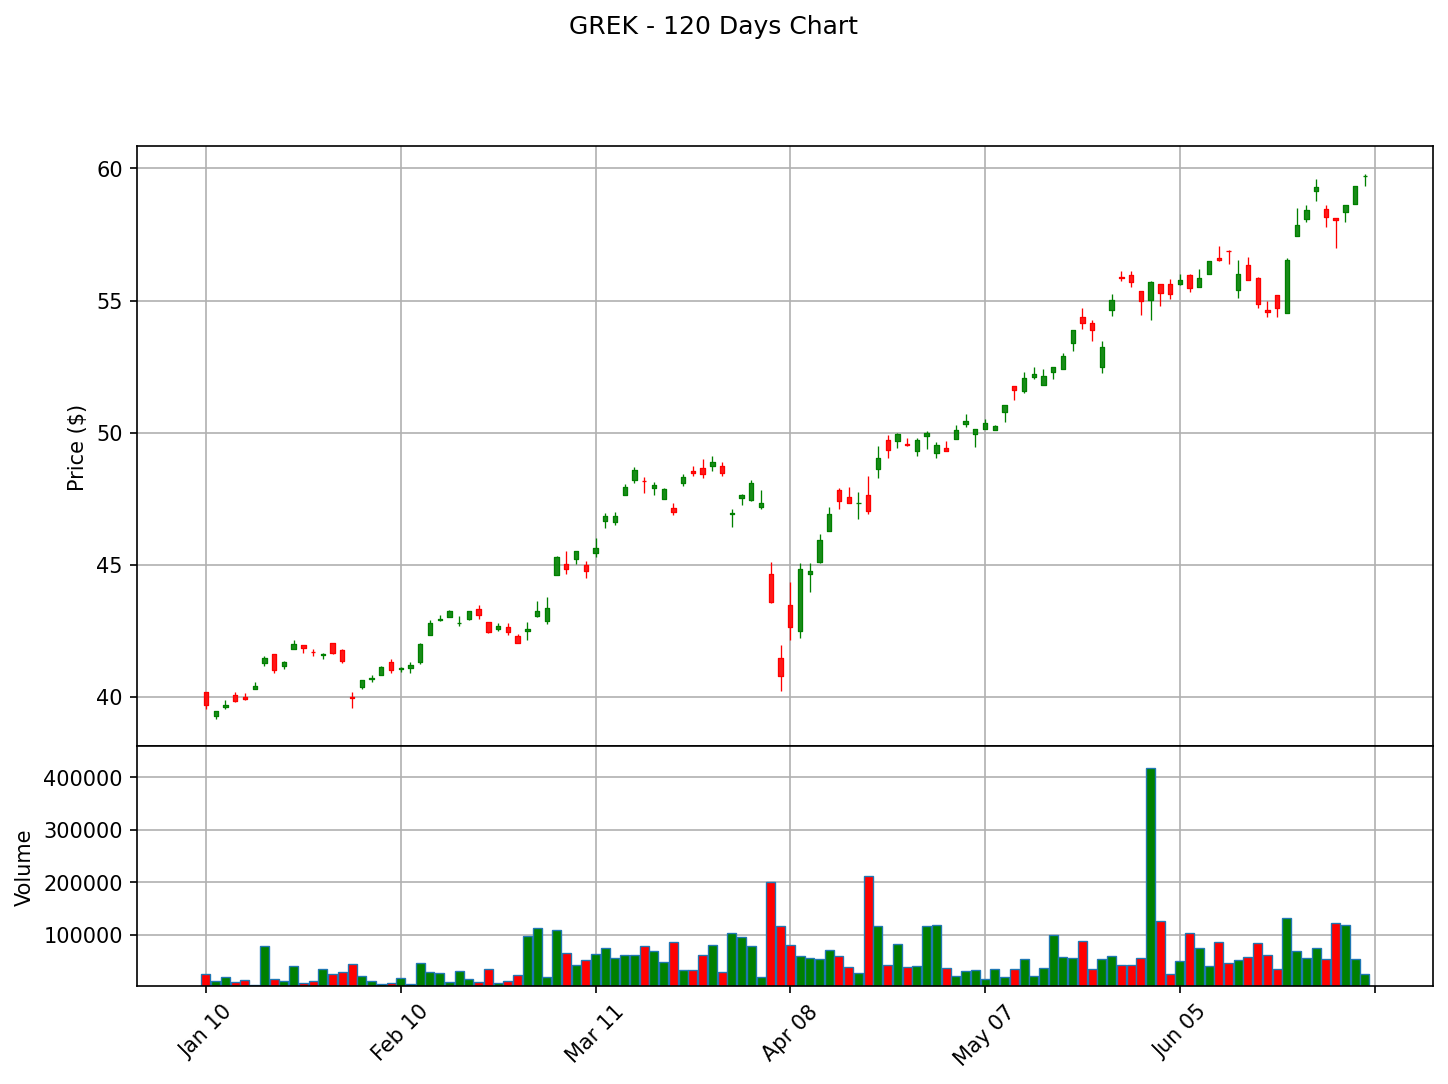 GREK - 120 Days Chart
Price ($)
60
55
50
45
40
Volume
400000
300000
200000
100000
Jan 10
Feb 10
Mar 11
Apr 08
May 07
Jun 05